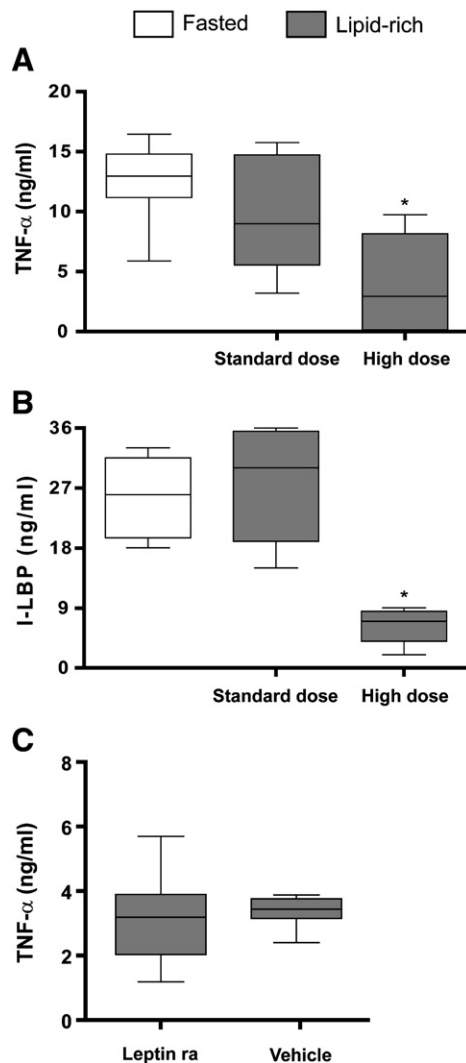 Fasted Lipid-rich
A
TNF-α (ng/ml)
20
15
10
5
0
*
Standard dose High dose
B
I-LBP (ng/ml)
36
27
18
9
0
*
Standard dose High dose
C
TNF-α (ng/ml)
8
6
4
2
0
Leptin ra Vehicle